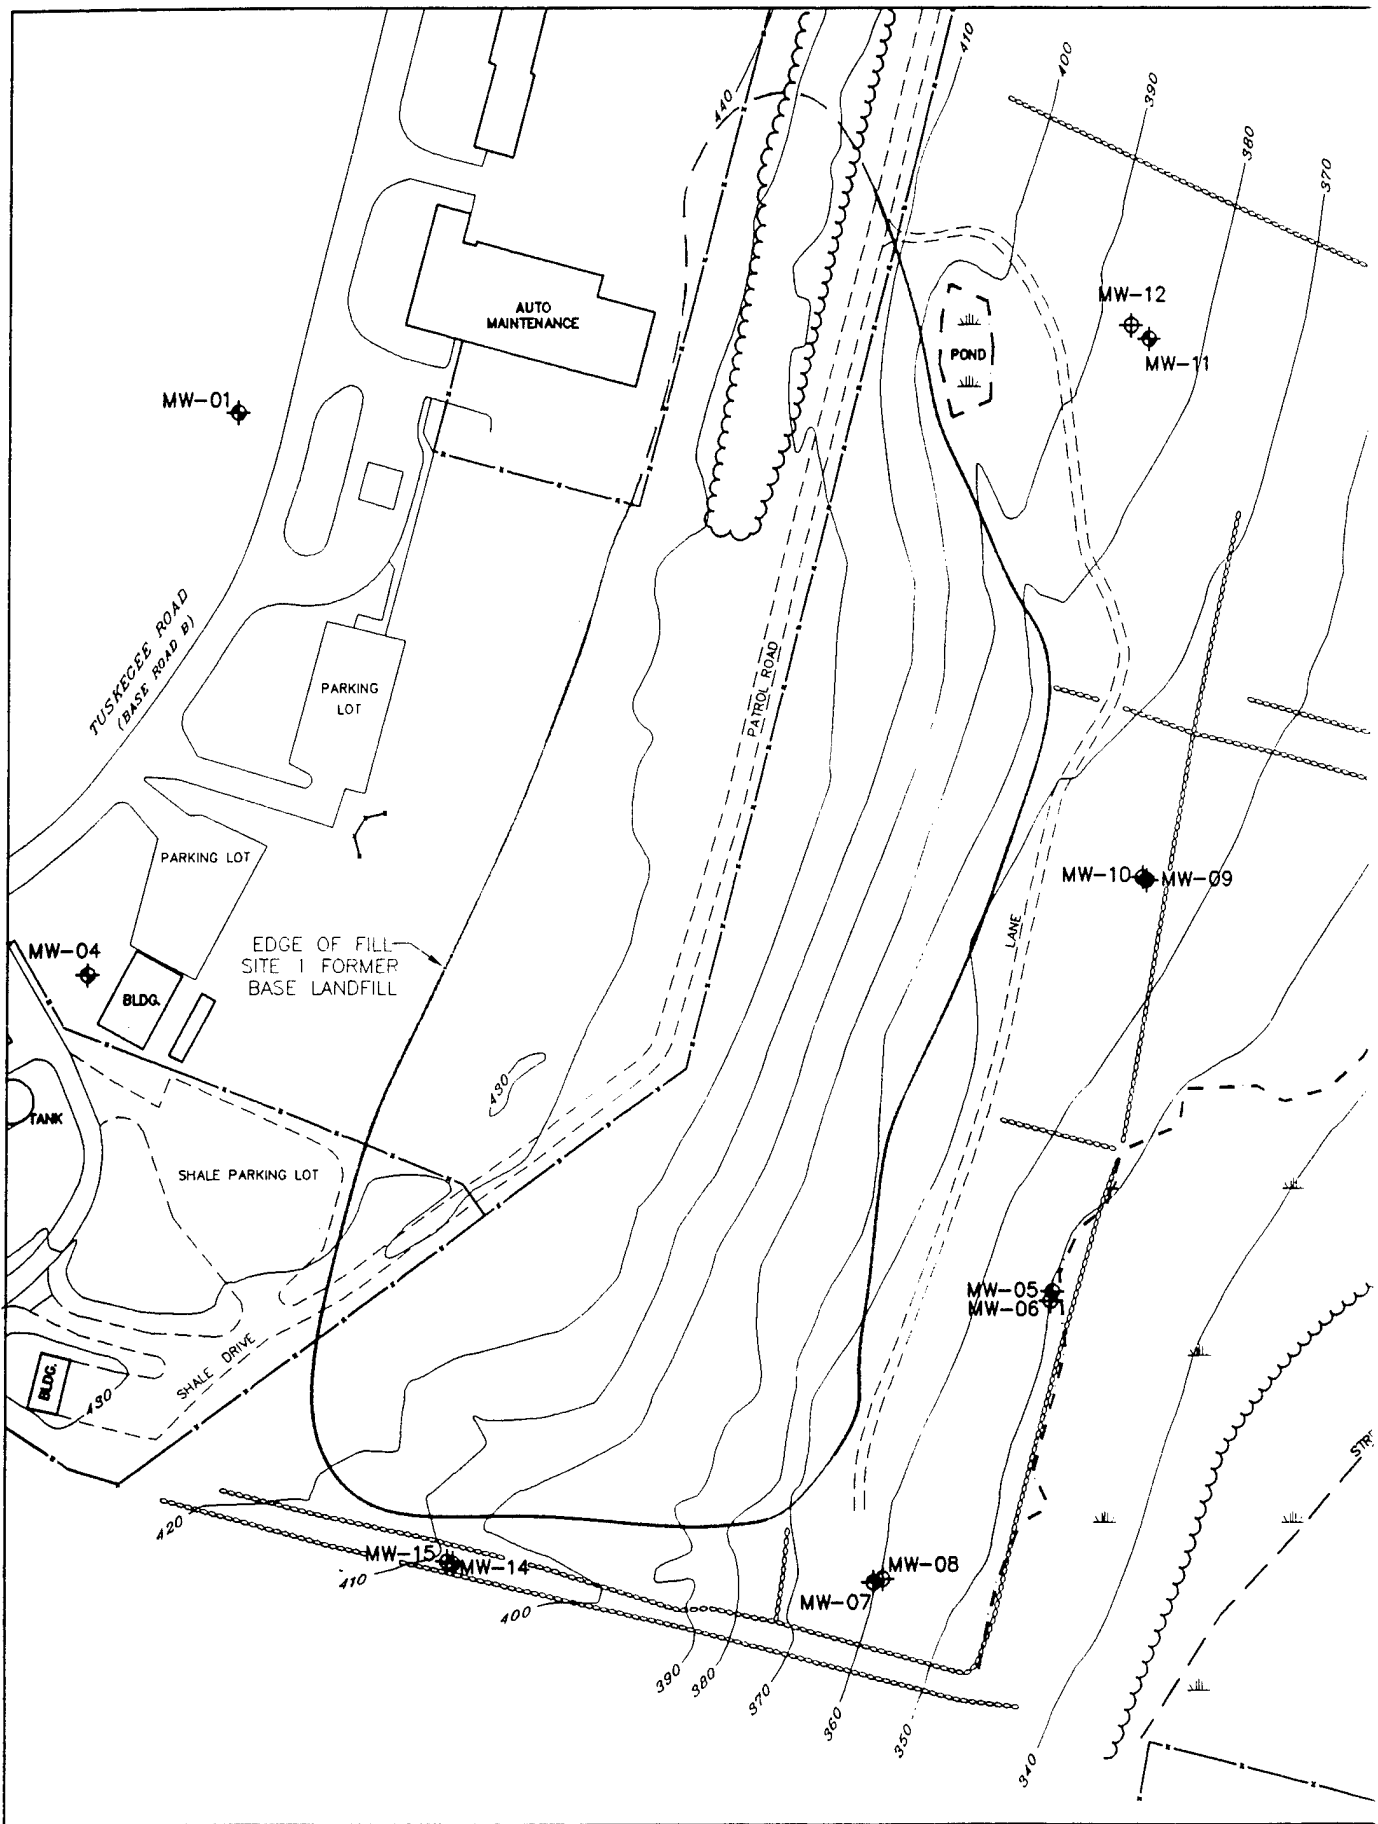 410
400
390
380
370
440
MW-12
AUTO
MAINTENANCE
POND
MW-11
MW-01
TUSKEGEE ROAD
(BASE ROAD B)
PATROL ROAD
PARKING
LOT
PARKING LOT
MW-10
MW-09
LANE
EDGE OF FILL
SITE 1 FORMER
BASE LANDFILL
MW-04
BLDG.
430
TANK
SHALE PARKING LOT
MW-05
MW-06
SHALE DRIVE
BLDG.
430
STR
420
MW-15
MW-14
410
400
MW-08
MW-07
390
380
370
360
350
340